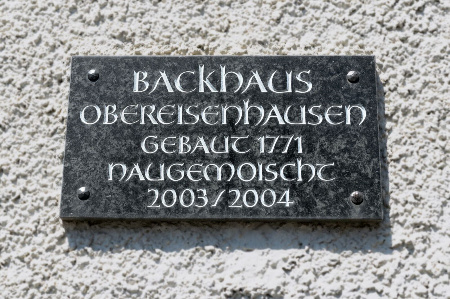 BACKHAUS
OBEREISENHAUSEN
GEBAUT 1771
NAUGEMOISCHT
2003/2004